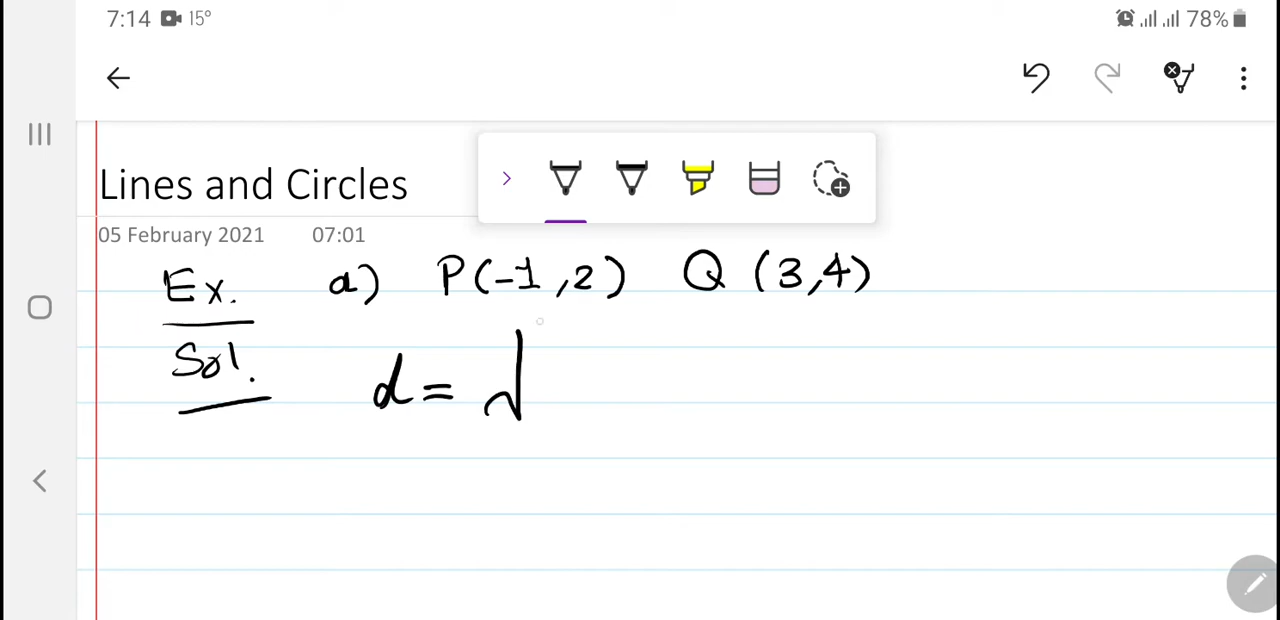 7:14 15° 78%
Lines and Circles
05 February 2021 07:01
Ex. a) P(-1,2) Q (3,4)
Sol. d= √